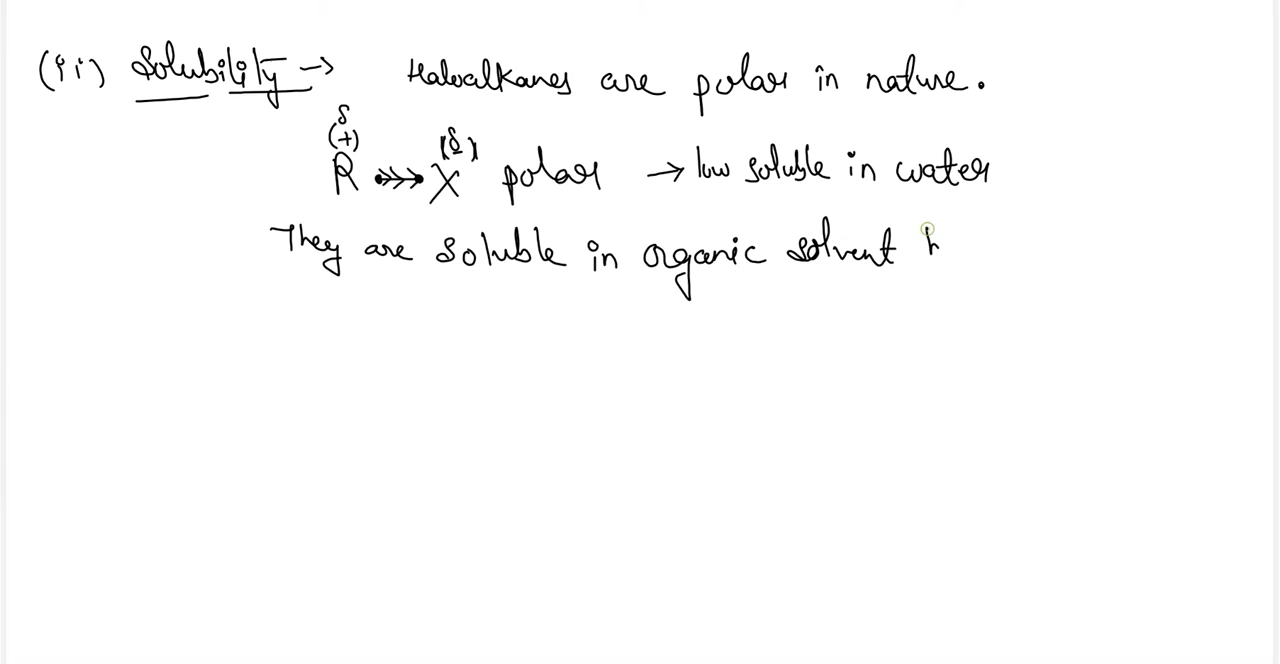 (ii) Solubility → Haloalkanes are polar in nature.
δ (δ)
(+)
R X polar → low soluble in water
They are soluble in organic solvent